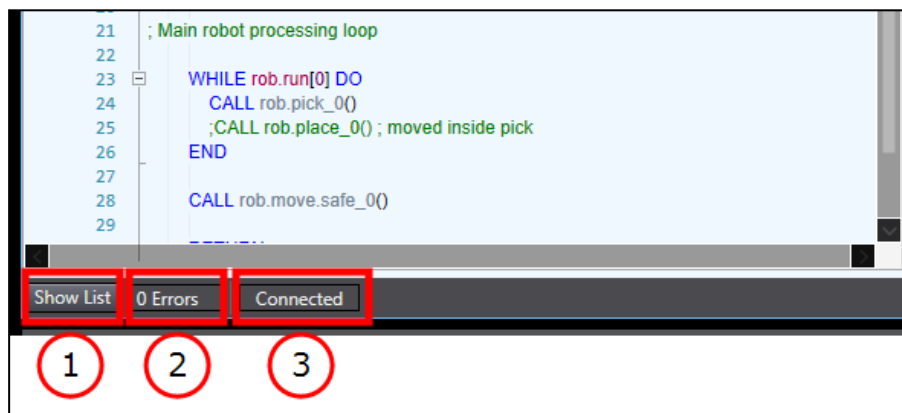 21 ; Main robot processing loop
22
23 WHILE rob.run[0] DO
24 CALL rob.pick_0()
25 ;CALL rob.place_0() ; moved inside pick
26 END
27
28 CALL rob.move.safe_0()
29
Show List 0 Errors Connected
1 2 3